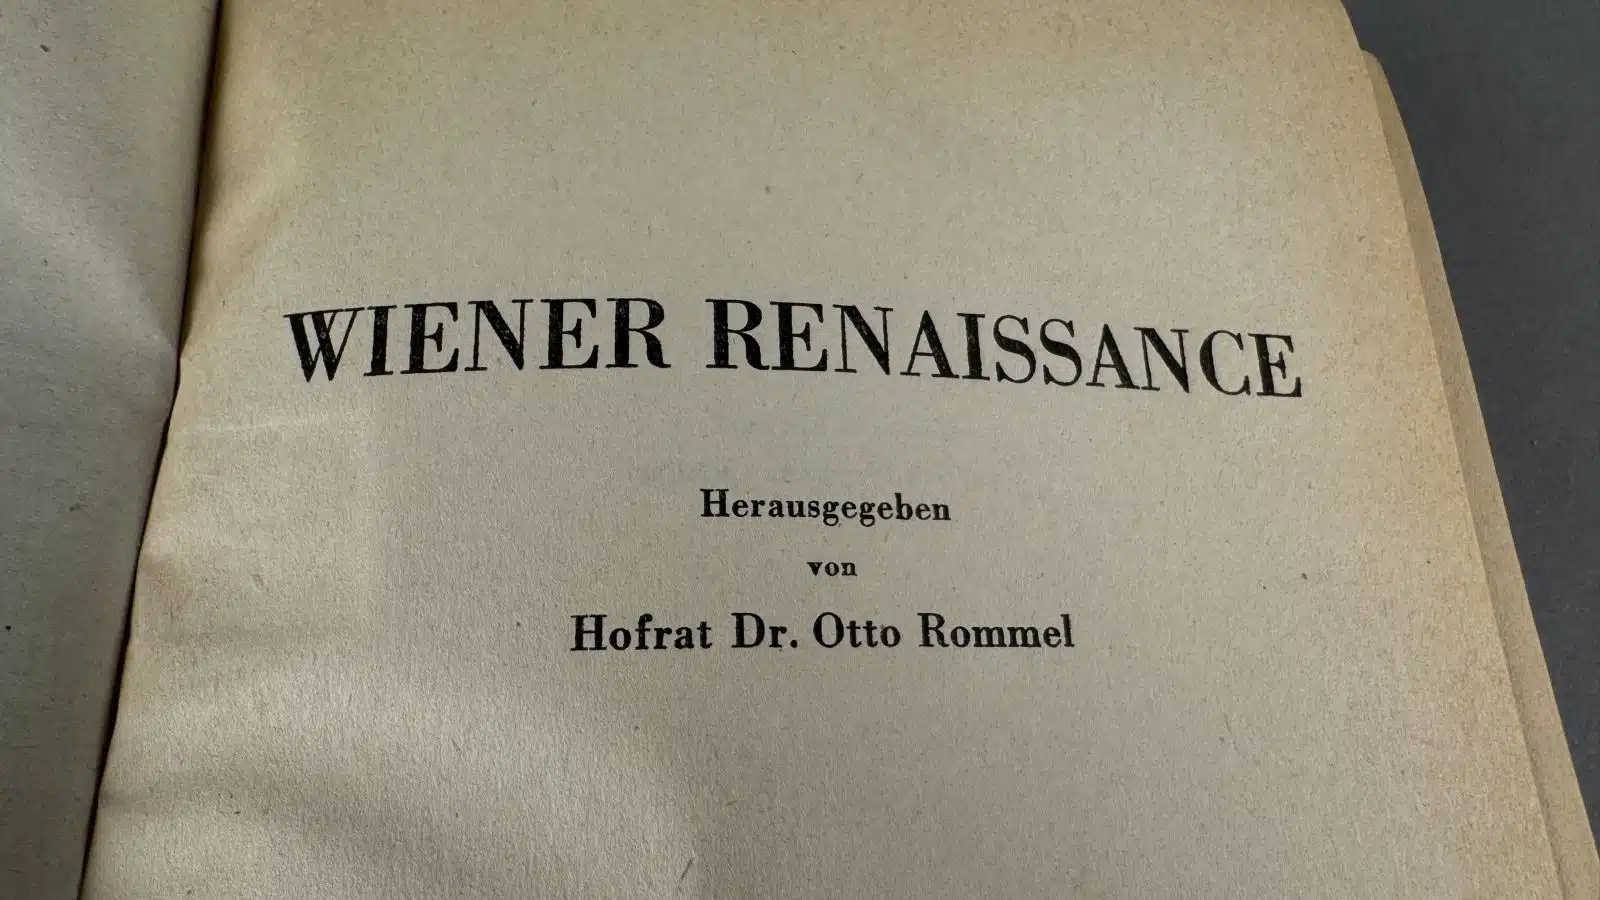 WIENER RENAISSANCE
Herausgegeben
von
Hofrat Dr. Otto Rommel